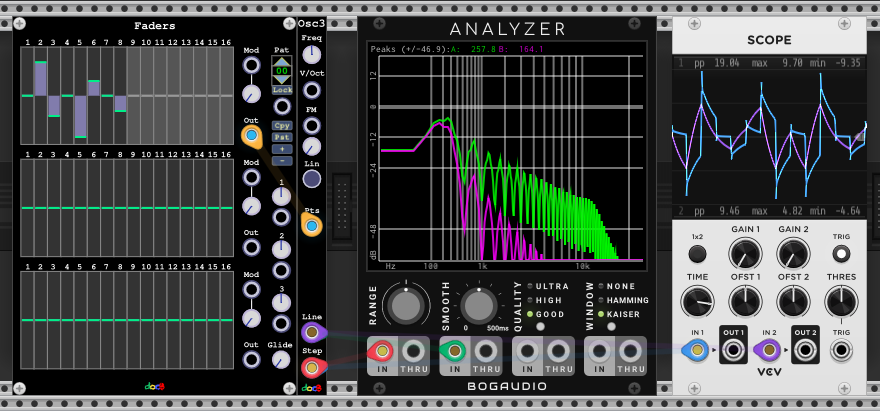 Faders
1 2 3 4 5 6 7 8 9 10 11 12 13 14 15 16
Mod
Pat
00
Lock
Out
Cpy
Pst
+
-
1 2 3 4 5 6 7 8 9 10 11 12 13 14 15 16
Mod
1
Out
2
1 2 3 4 5 6 7 8 9 10 11 12 13 14 15 16
Mod
3
Out
Glide
docB
Osc3
Freq
V/Oct
FM
Lin
Pts
Line
Step
docB
ANALYZER
Peaks (+/-46.9):A: 257.8 B: 164.1
12
0
-12
-24
-48
dB
Hz 100 1k 10k
RANGE
SMOOTH
0 500ms
QUALITY
ULTRA
HIGH
GOOD
WINDOW
NONE
HAMMING
KAISER
IN THRU IN THRU IN THRU IN THRU
BOGAUDIO
SCOPE
1 pp 19.04 max 9.70 min -9.35
2 pp 9.46 max 4.82 min -4.64
1x2 GAIN 1 GAIN 2 TRIG
TIME OFST 1 OFST 2 THRES
IN 1 OUT 1 IN 2 OUT 2 TRIG
VCV